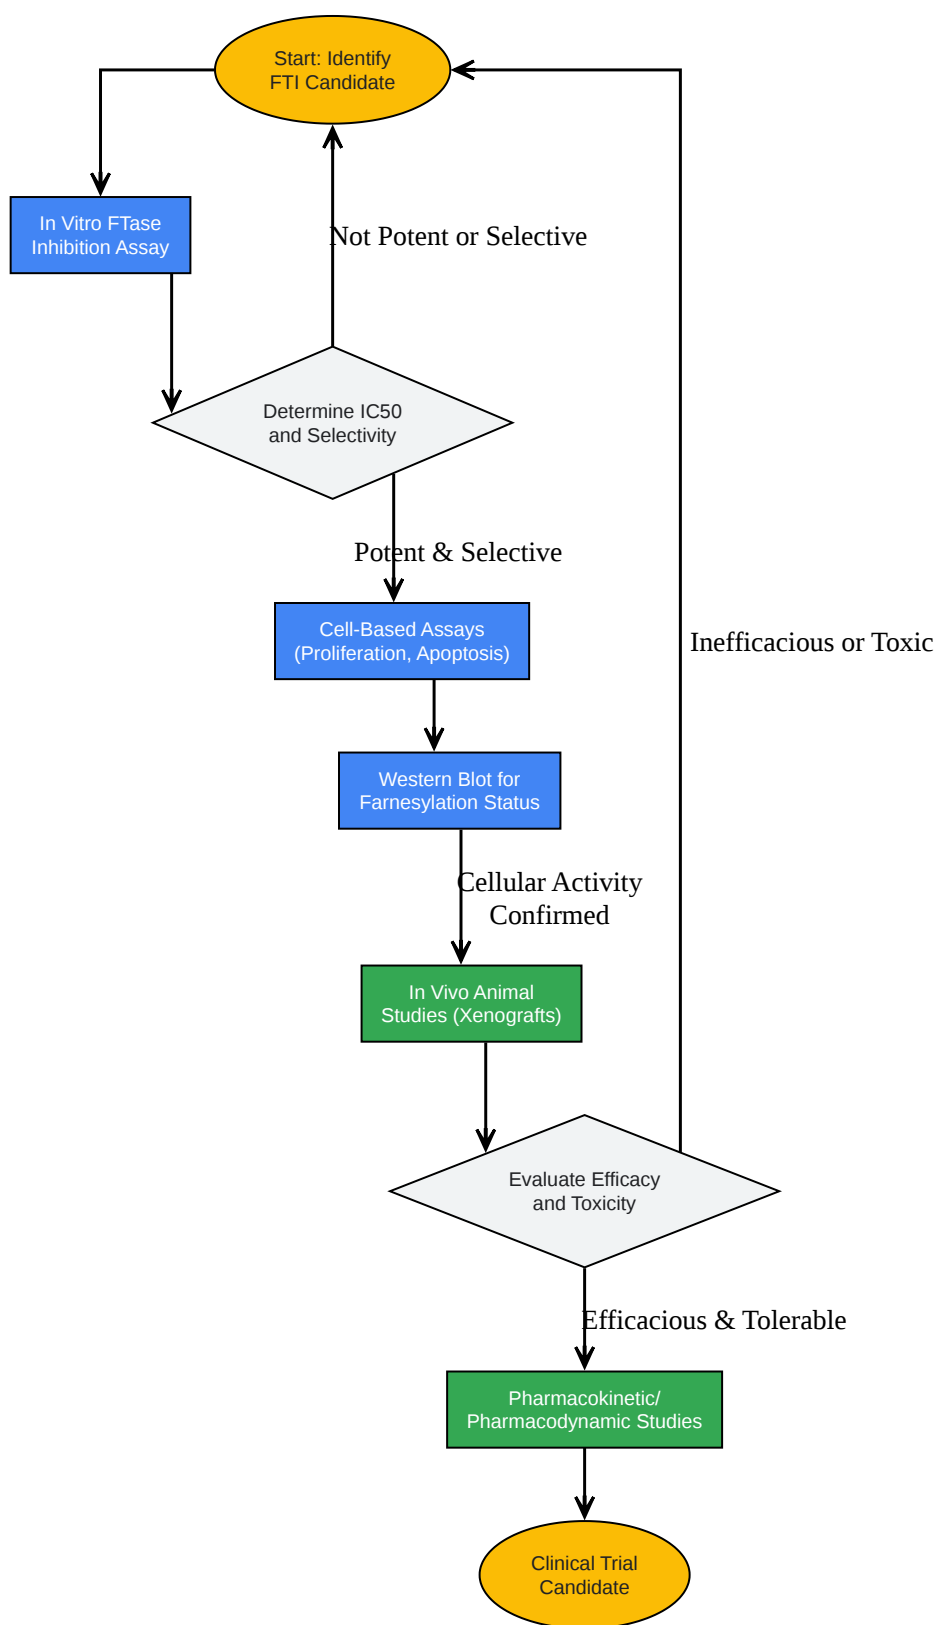 Start: Identify
FTI Candidate
In Vitro FTase
Inhibition Assay
Not Potent or Selective
Determine IC50
and Selectivity
Potent & Selective
Cell-Based Assays
(Proliferation, Apoptosis)
Inefficacious or Toxic
Western Blot for
Farnesylation Status
Cellular Activity
Confirmed
In Vivo Animal
Studies (Xenografts)
Evaluate Efficacy
and Toxicity
Efficacious & Tolerable
Pharmacokinetic/
Pharmacodynamic Studies
Clinical Trial
Candidate